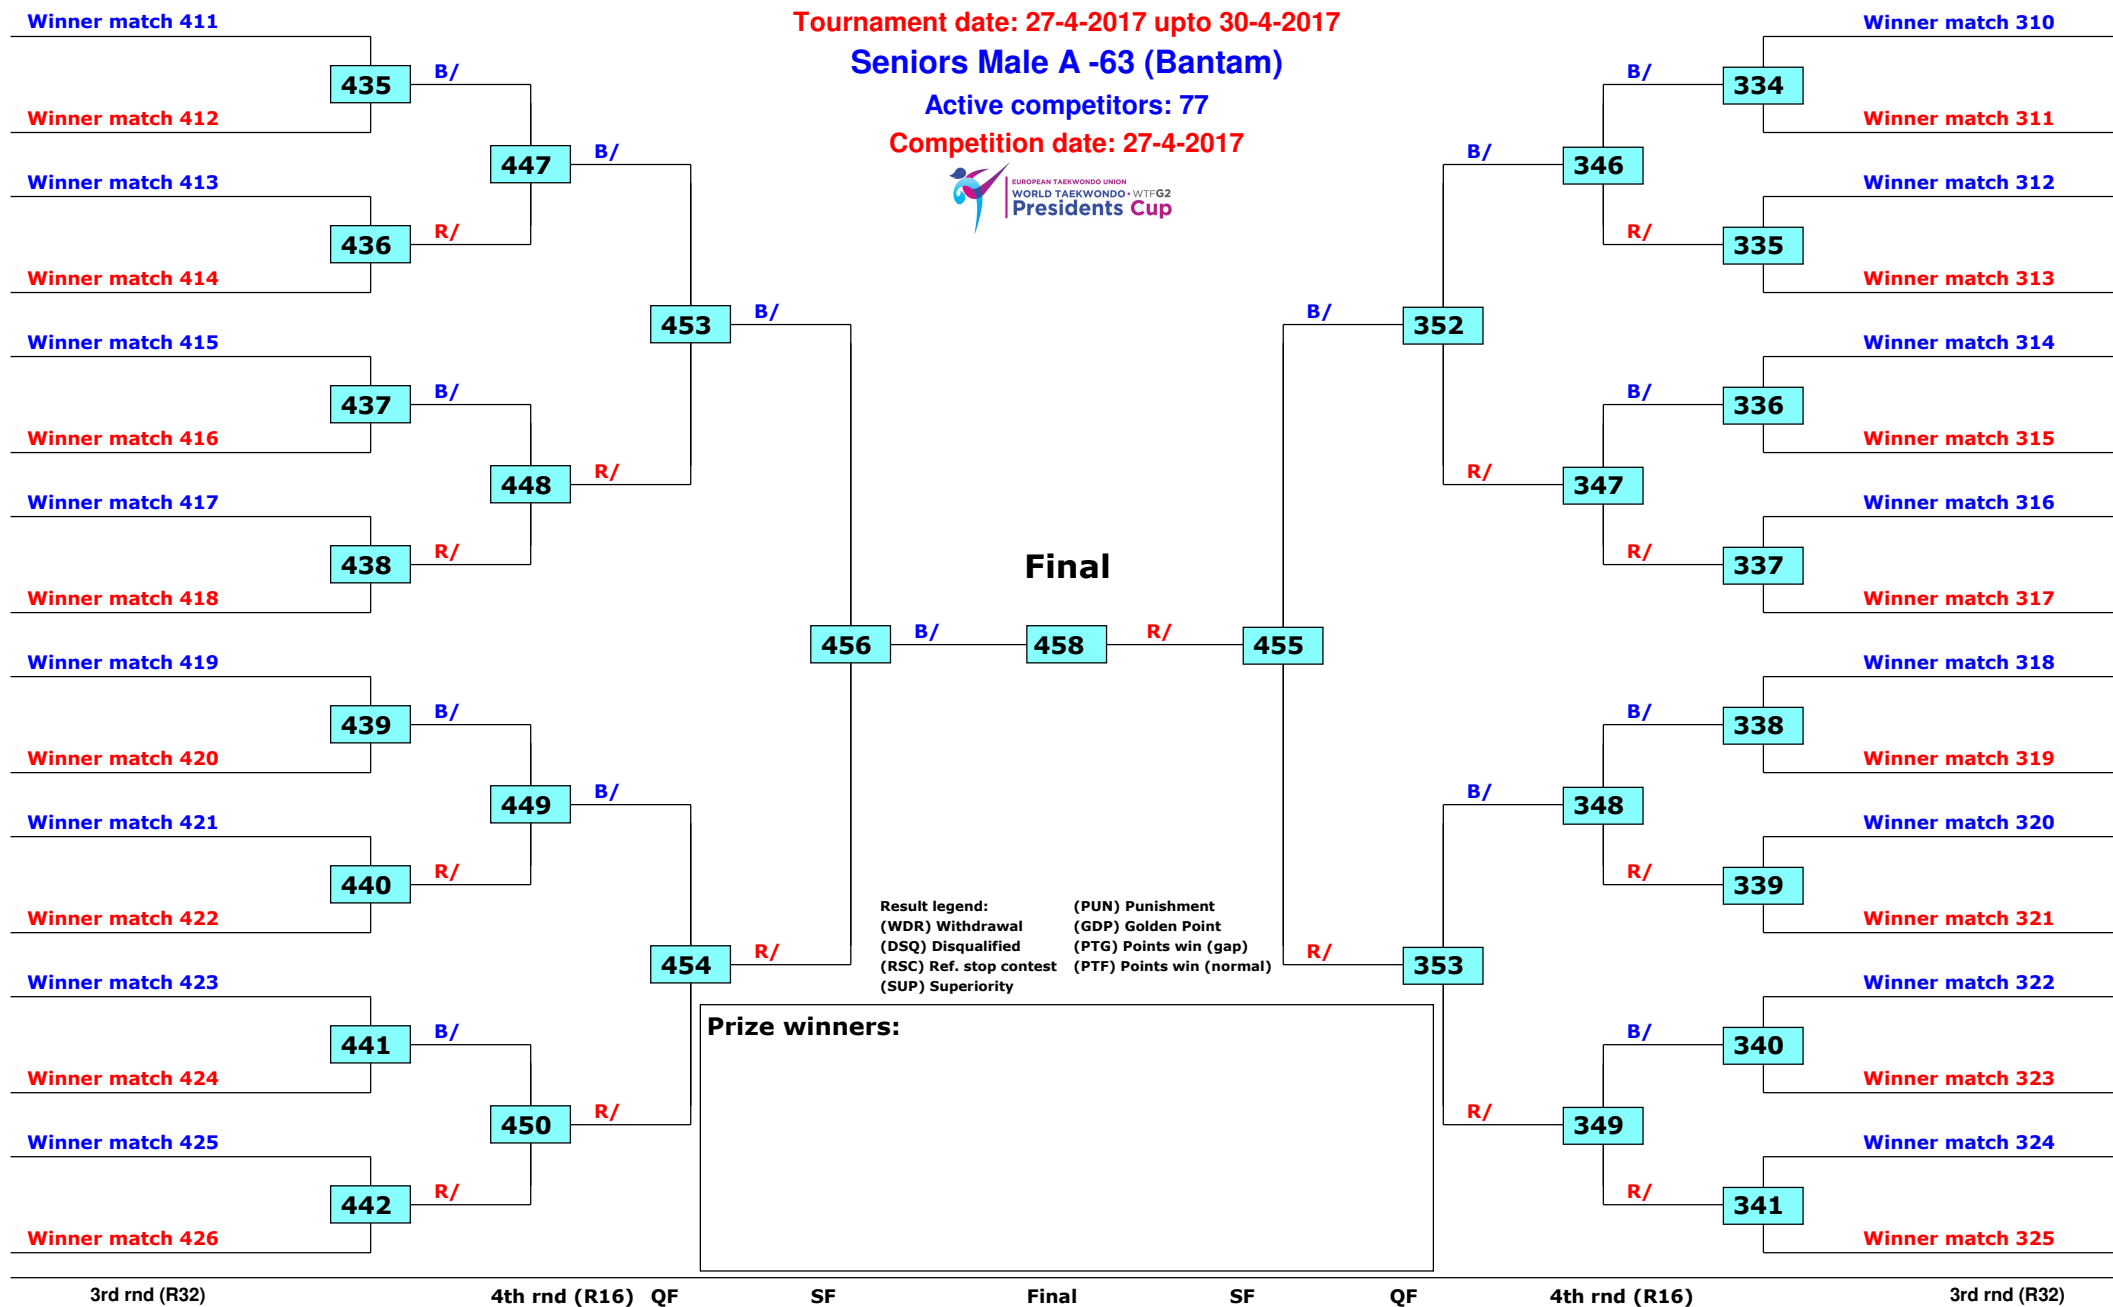 Tournament date: 27-4-2017 upto 30-4-2017
Seniors Male A -63 (Bantam)
Active competitors: 77
Competition date: 27-4-2017
EUROPEAN TAEKWONDO UNION
WORLD TAEKWONDO • WTFG2
Presidents Cup
Winner match 411
435
B/
Winner match 412
447
B/
Winner match 413
436
R/
Winner match 414
453
B/
Winner match 415
437
B/
Winner match 416
448
R/
Winner match 417
438
R/
Winner match 418
456
B/
Winner match 419
439
B/
Winner match 420
449
B/
Winner match 421
440
R/
Winner match 422
454
R/
Winner match 423
441
B/
Winner match 424
450
R/
Winner match 425
442
R/
Winner match 426
Final
458
R/
455
Winner match 310
B/
334
Winner match 311
B/
346
Winner match 312
R/
335
Winner match 313
B/
352
Winner match 314
B/
336
Winner match 315
R/
347
Winner match 316
R/
337
Winner match 317
Winner match 318
B/
338
Winner match 319
B/
348
Winner match 320
R/
339
Winner match 321
R/
353
Winner match 322
B/
340
Winner match 323
R/
349
Winner match 324
R/
341
Winner match 325
Result legend:
(WDR) Withdrawal
(DSQ) Disqualified
(RSC) Ref. stop contest
(SUP) Superiority
(PUN) Punishment
(GDP) Golden Point
(PTG) Points win (gap)
(PTF) Points win (normal)
Prize winners:
3rd rnd (R32) 4th rnd (R16) QF SF Final SF QF 4th rnd (R16) 3rd rnd (R32)